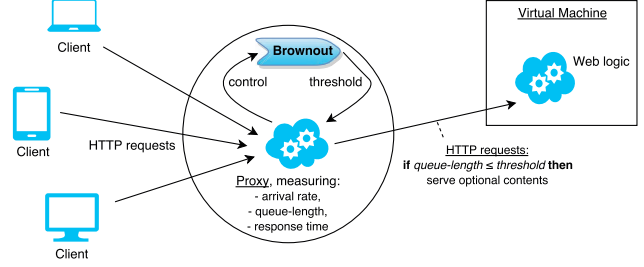 Client
Client
Client
HTTP requests
Brownout
control
threshold
Proxy, measuring:
- arrival rate,
- queue-length,
- response time
Virtual Machine
Web logic
HTTP requests:
if queue-length ≤ threshold then
serve optional contents